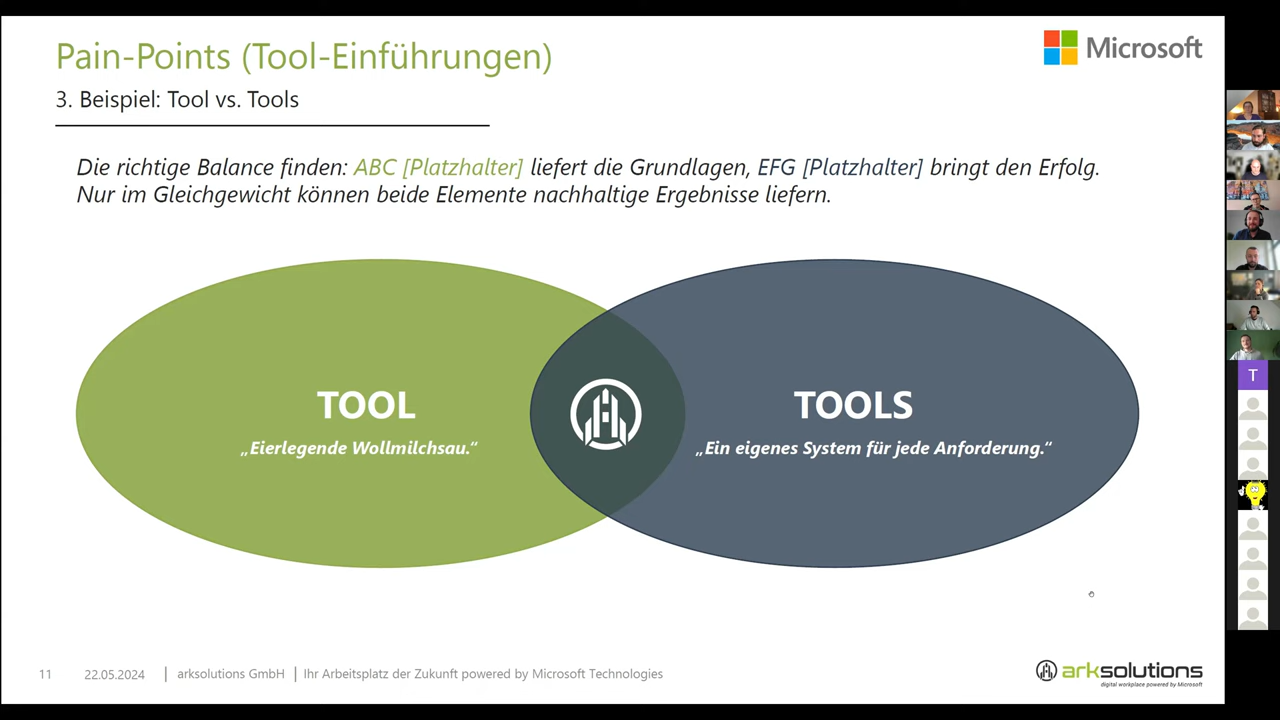 Pain-Points (Tool-Einführungen)
Microsoft
3. Beispiel: Tool vs. Tools
Die richtige Balance finden: ABC [Platzhalter] liefert die Grundlagen, EFG [Platzhalter] bringt den Erfolg.
Nur im Gleichgewicht können beide Elemente nachhaltige Ergebnisse liefern.
TOOL
„Eierlegende Wollmilchsau.“
TOOLS
„Ein eigenes System für jede Anforderung.“
T
11 22.05.2024 | arksolutions GmbH | Ihr Arbeitsplatz der Zukunft powered by Microsoft Technologies
arksolutions
digital workplace powered by Microsoft